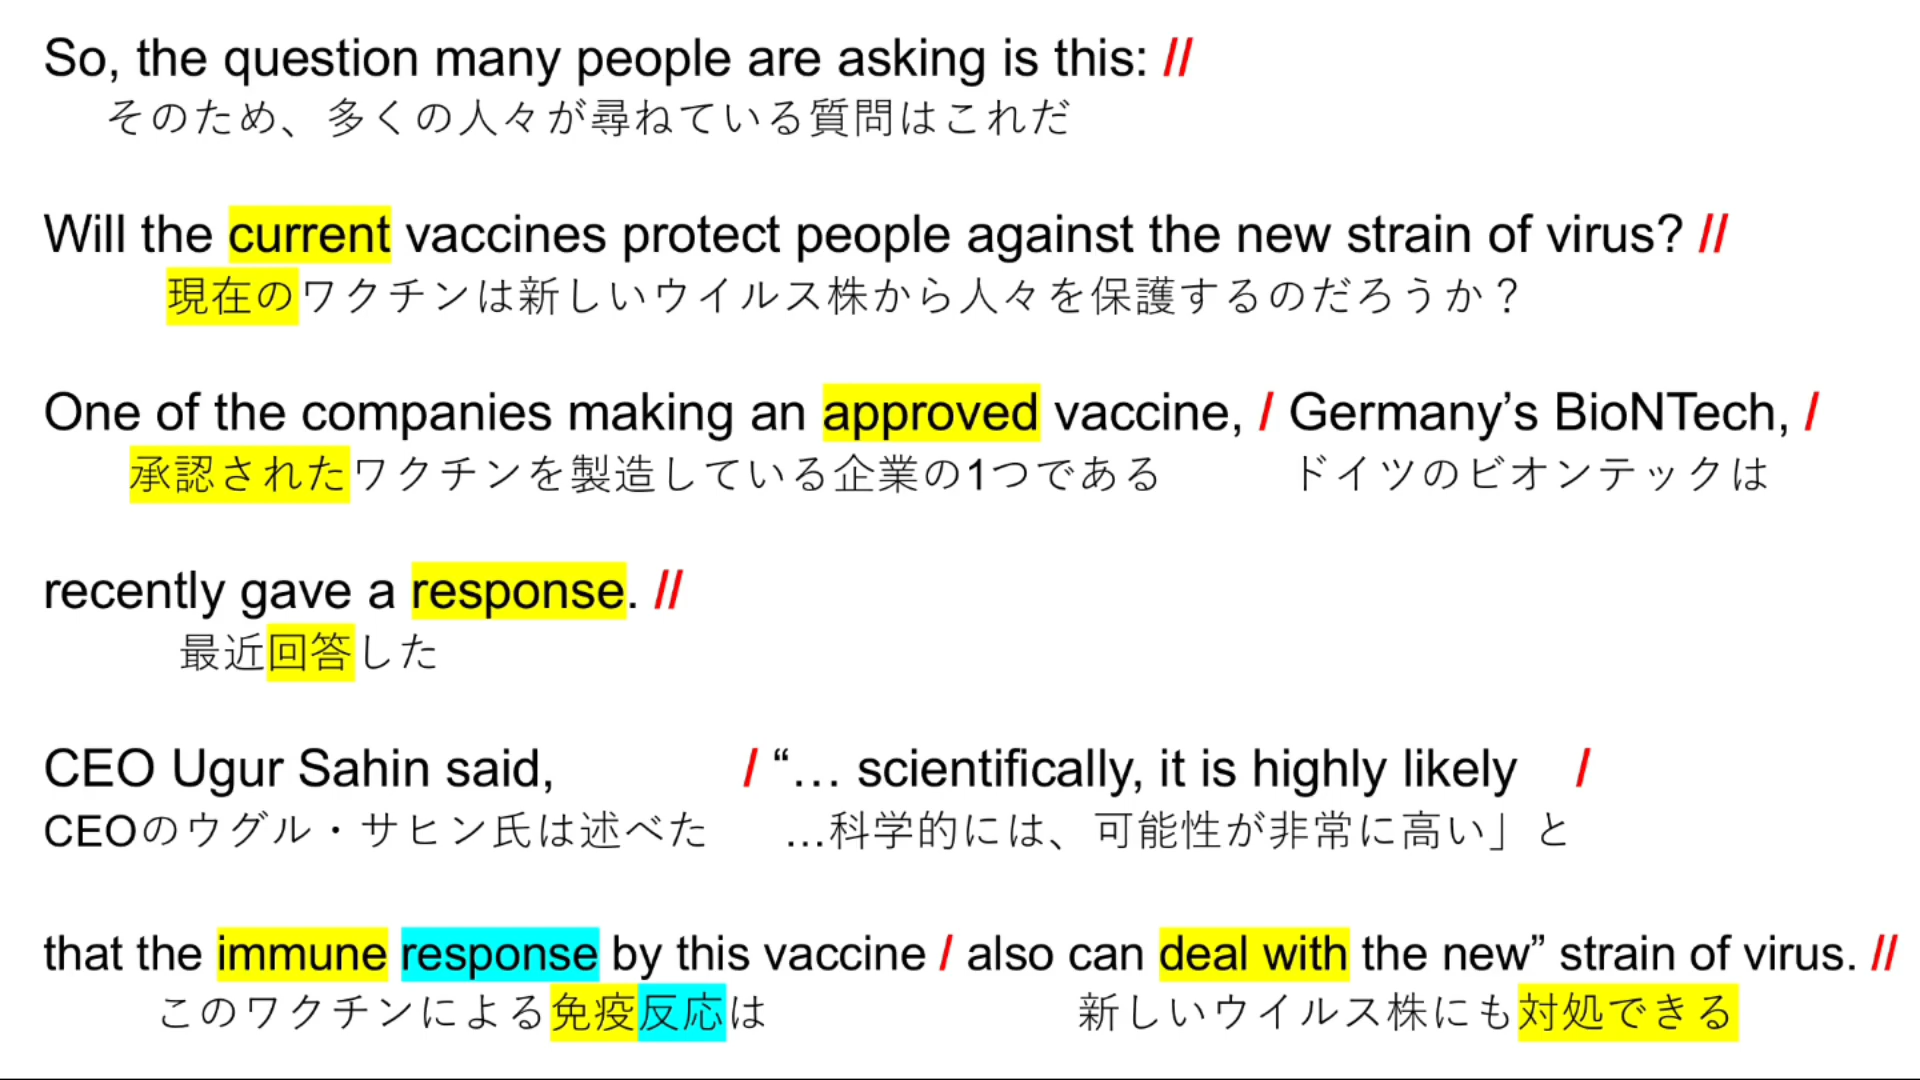 So, the question many people are asking is this: //
そのため、多くの人々が尋ねている質問はこれだ
Will the current vaccines protect people against the new strain of virus? //
現在のワクチンは新しいウイルス株から人々を保護するのだろうか？
One of the companies making an approved vaccine, / Germany’s BioNTech, /
承認されたワクチンを製造している企業の1つである ドイツのビオンテックは
recently gave a response. //
最近回答した
CEO Ugur Sahin said, / “… scientifically, it is highly likely /
CEOのウグル・サヒン氏は述べた …科学的には、可能性が非常に高い」と
that the immune response by this vaccine / also can deal with the new” strain of virus. //
このワクチンによる免疫反応は 新しいウイルス株にも対処できる